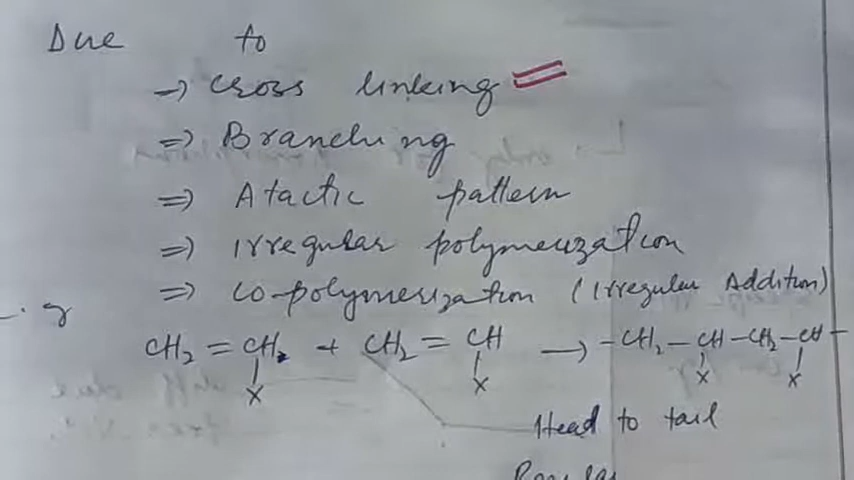 Due to
→ Cross linking
⇒ Branching
⇒ Atactic pattern
⇒ Irregular polymerization
⇒ co-polymerization (Irregular Addition)
CH₂ = CH₂ + CH₂ = CH → -CH₂-CH-CH₂-CH-
X X X X
Head to tail